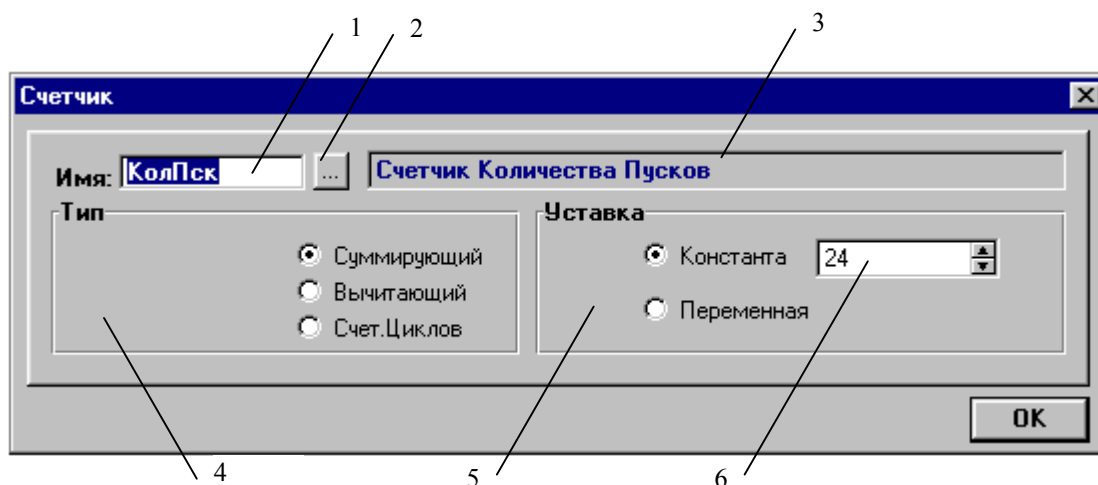 1 2 3
Счетчик
Имя: КолПск ... Счетчик Количества Пусков
Тип Уставка
Суммирующий Константа 24
Вычитающий
Переменная
Счет.Циклов
OK
4 5 6